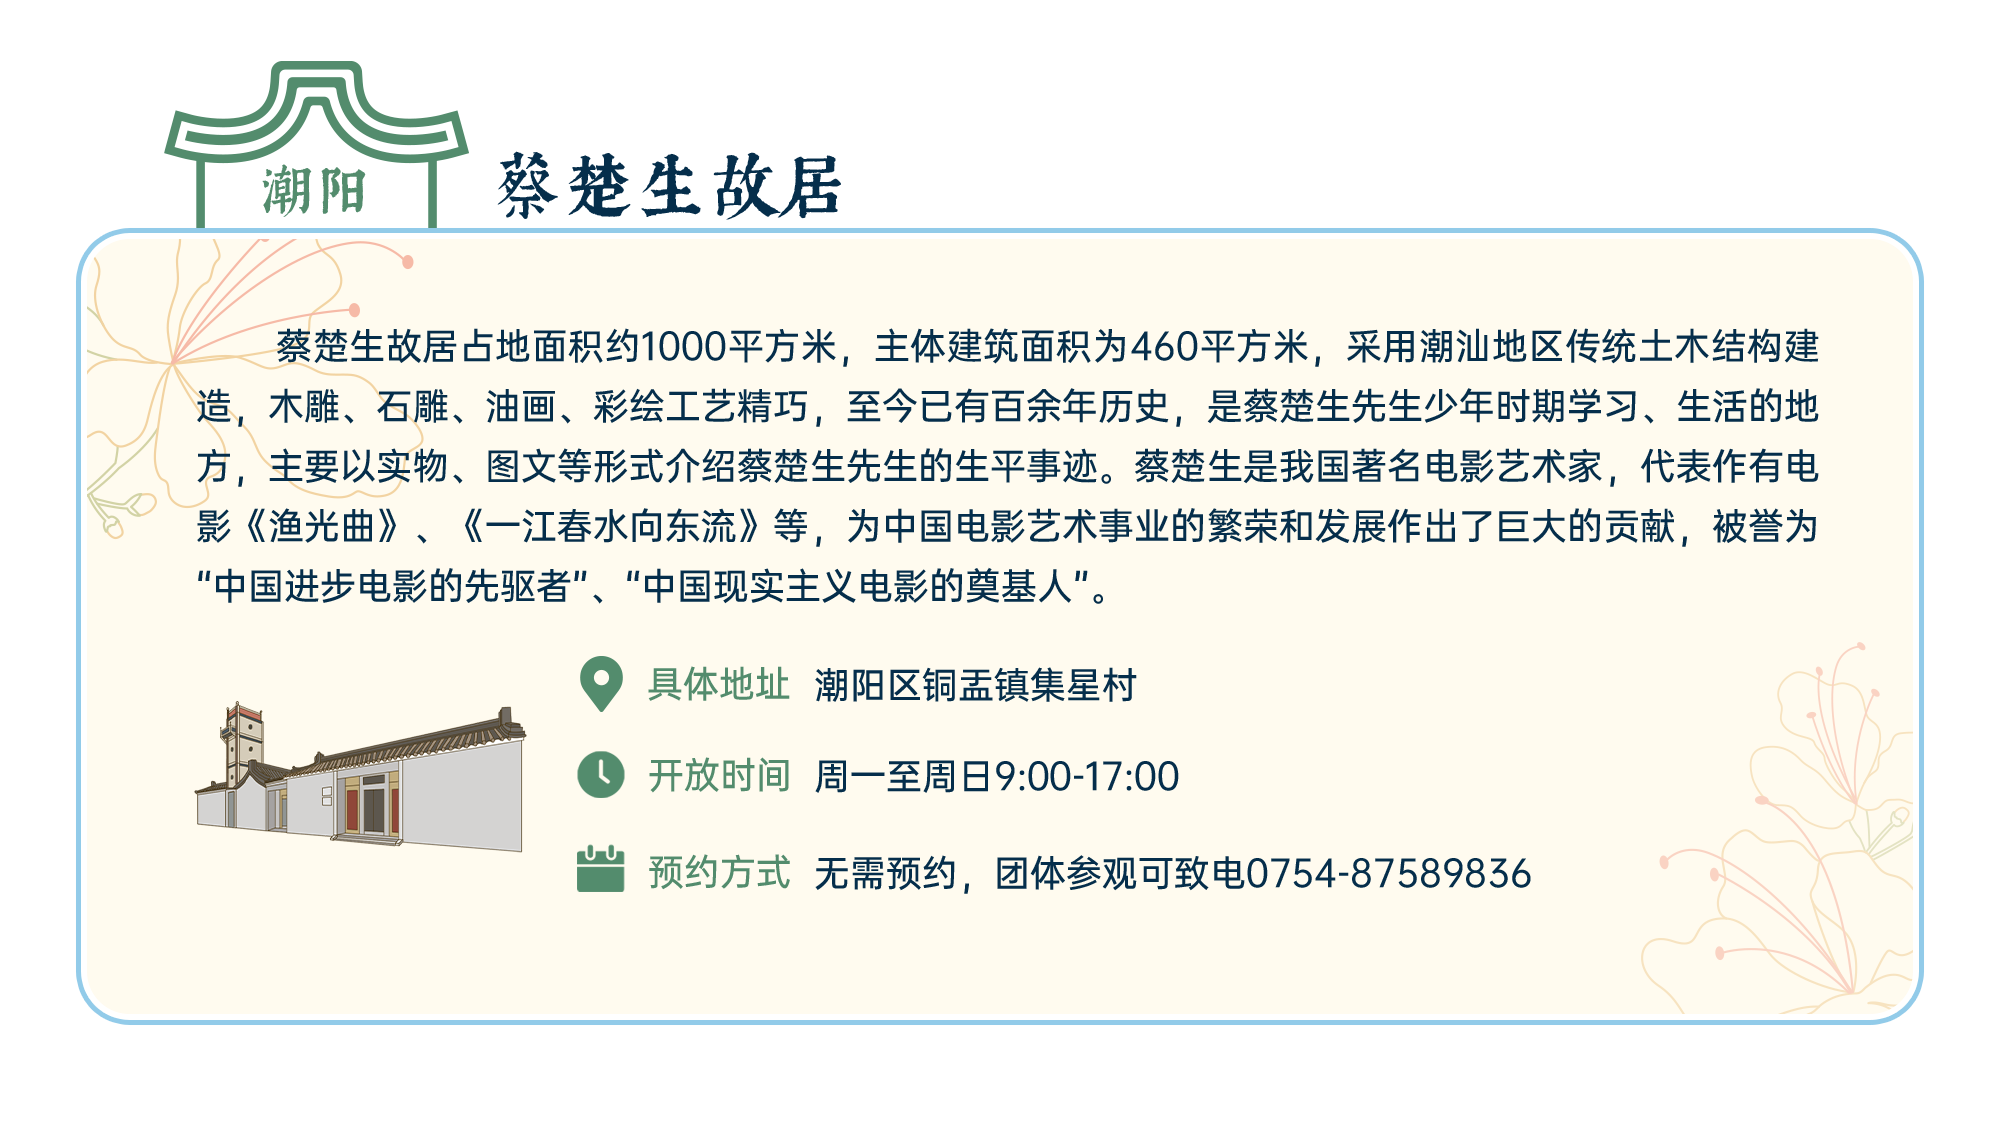 潮阳
蔡楚生故居
蔡楚生故居占地面积约1000平方米，主体建筑面积为460平方米，采用潮汕地区传统土木结构建
造，木雕、石雕、油画、彩绘工艺精巧，至今已有百余年历史，是蔡楚生先生少年时期学习、生活的地
方，主要以实物、图文等形式介绍蔡楚生先生的生平事迹。蔡楚生是我国著名电影艺术家，代表作有电
影《渔光曲》、《一江春水向东流》等，为中国电影艺术事业的繁荣和发展作出了巨大的贡献，被誉为
“中国进步电影的先驱者”、“中国现实主义电影的奠基人”。
具体地址 潮阳区铜盂镇集星村
开放时间 周一至周日9:00-17:00
预约方式 无需预约，团体参观可致电0754-87589836